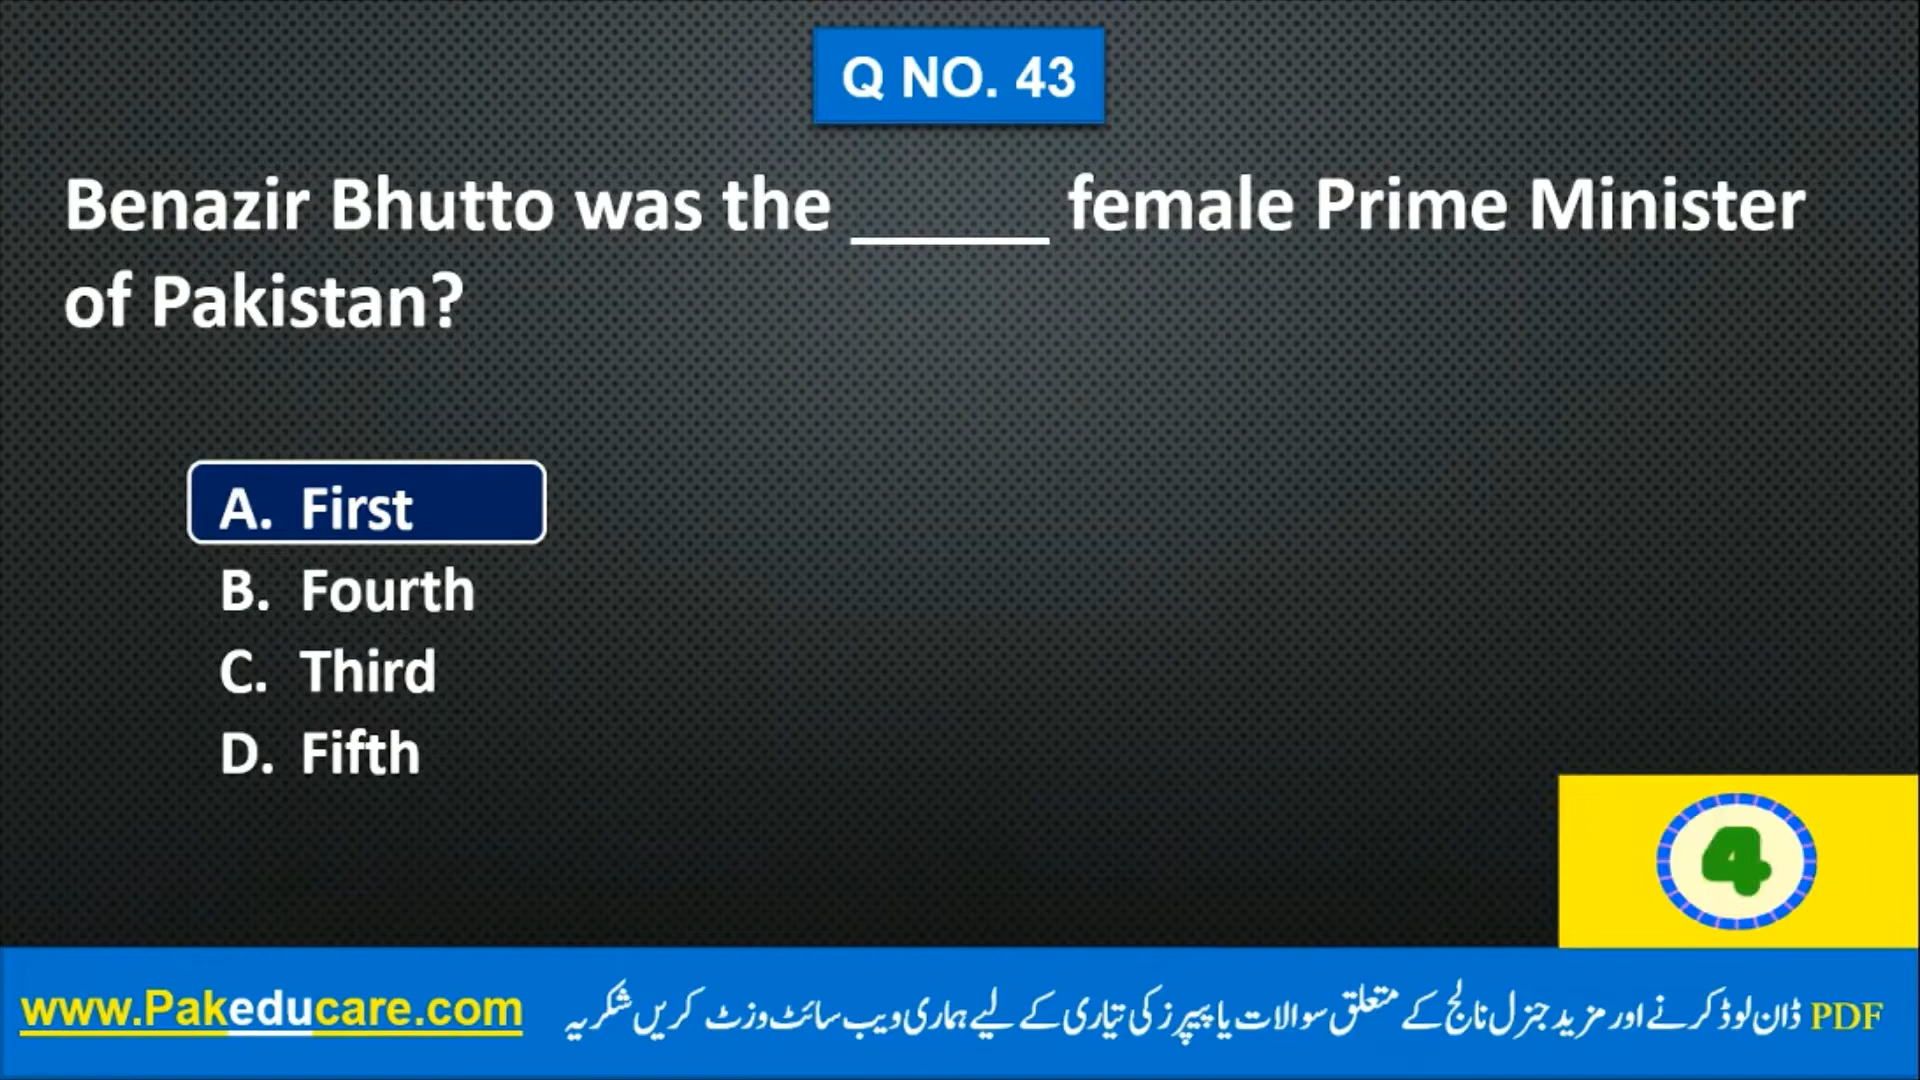 Q NO. 43
Benazir Bhutto was the _____ female Prime Minister
of Pakistan?
A. First
B. Fourth
C. Third
D. Fifth
4
www.Pakeducare.com
PDF ڈان لوڈ کرنے اور مزید جنرل نالج کے متعلق سوالات یا پیپرز کی تیاری کے لیے ہماری ویب سائٹ وزٹ کریں شکریہ